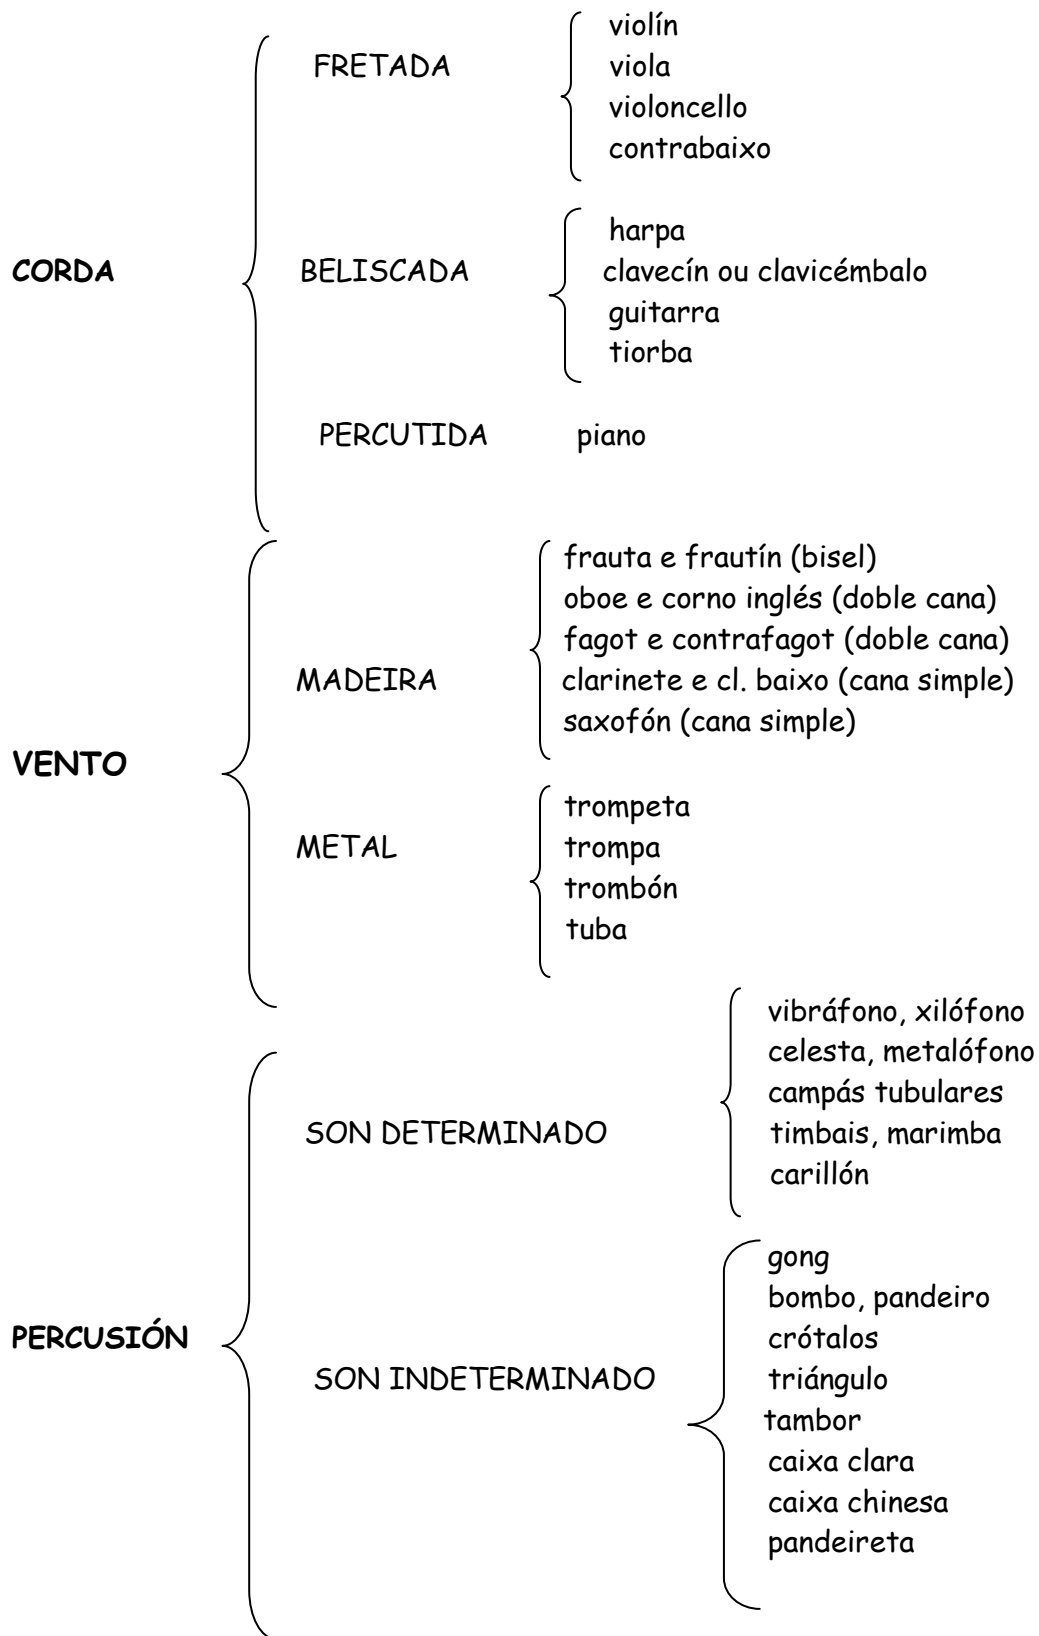 violín
FRETADA viola
violoncello
contrabaixo
harpa
CORDA BELISCADA clavecín ou clavicémbalo
guitarra
tiorba
PERCUTIDA piano
frauta e frautín (bisel)
oboe e corno inglés (doble cana)
fagot e contrafagot (doble cana)
MADEIRA clarinete e cl. baixo (cana simple)
saxofón (cana simple)
VENTO
trompeta
METAL trompa
trombón
tuba
vibráfono, xilófono
celesta, metalófono
campás tubulares
SON DETERMINADO timbais, marimba
carillón
gong
bombo, pandeiro
PERCUSIÓN crótalos
SON INDETERMINADO triángulo
tambor
caixa clara
caixa chinesa
pandeireta